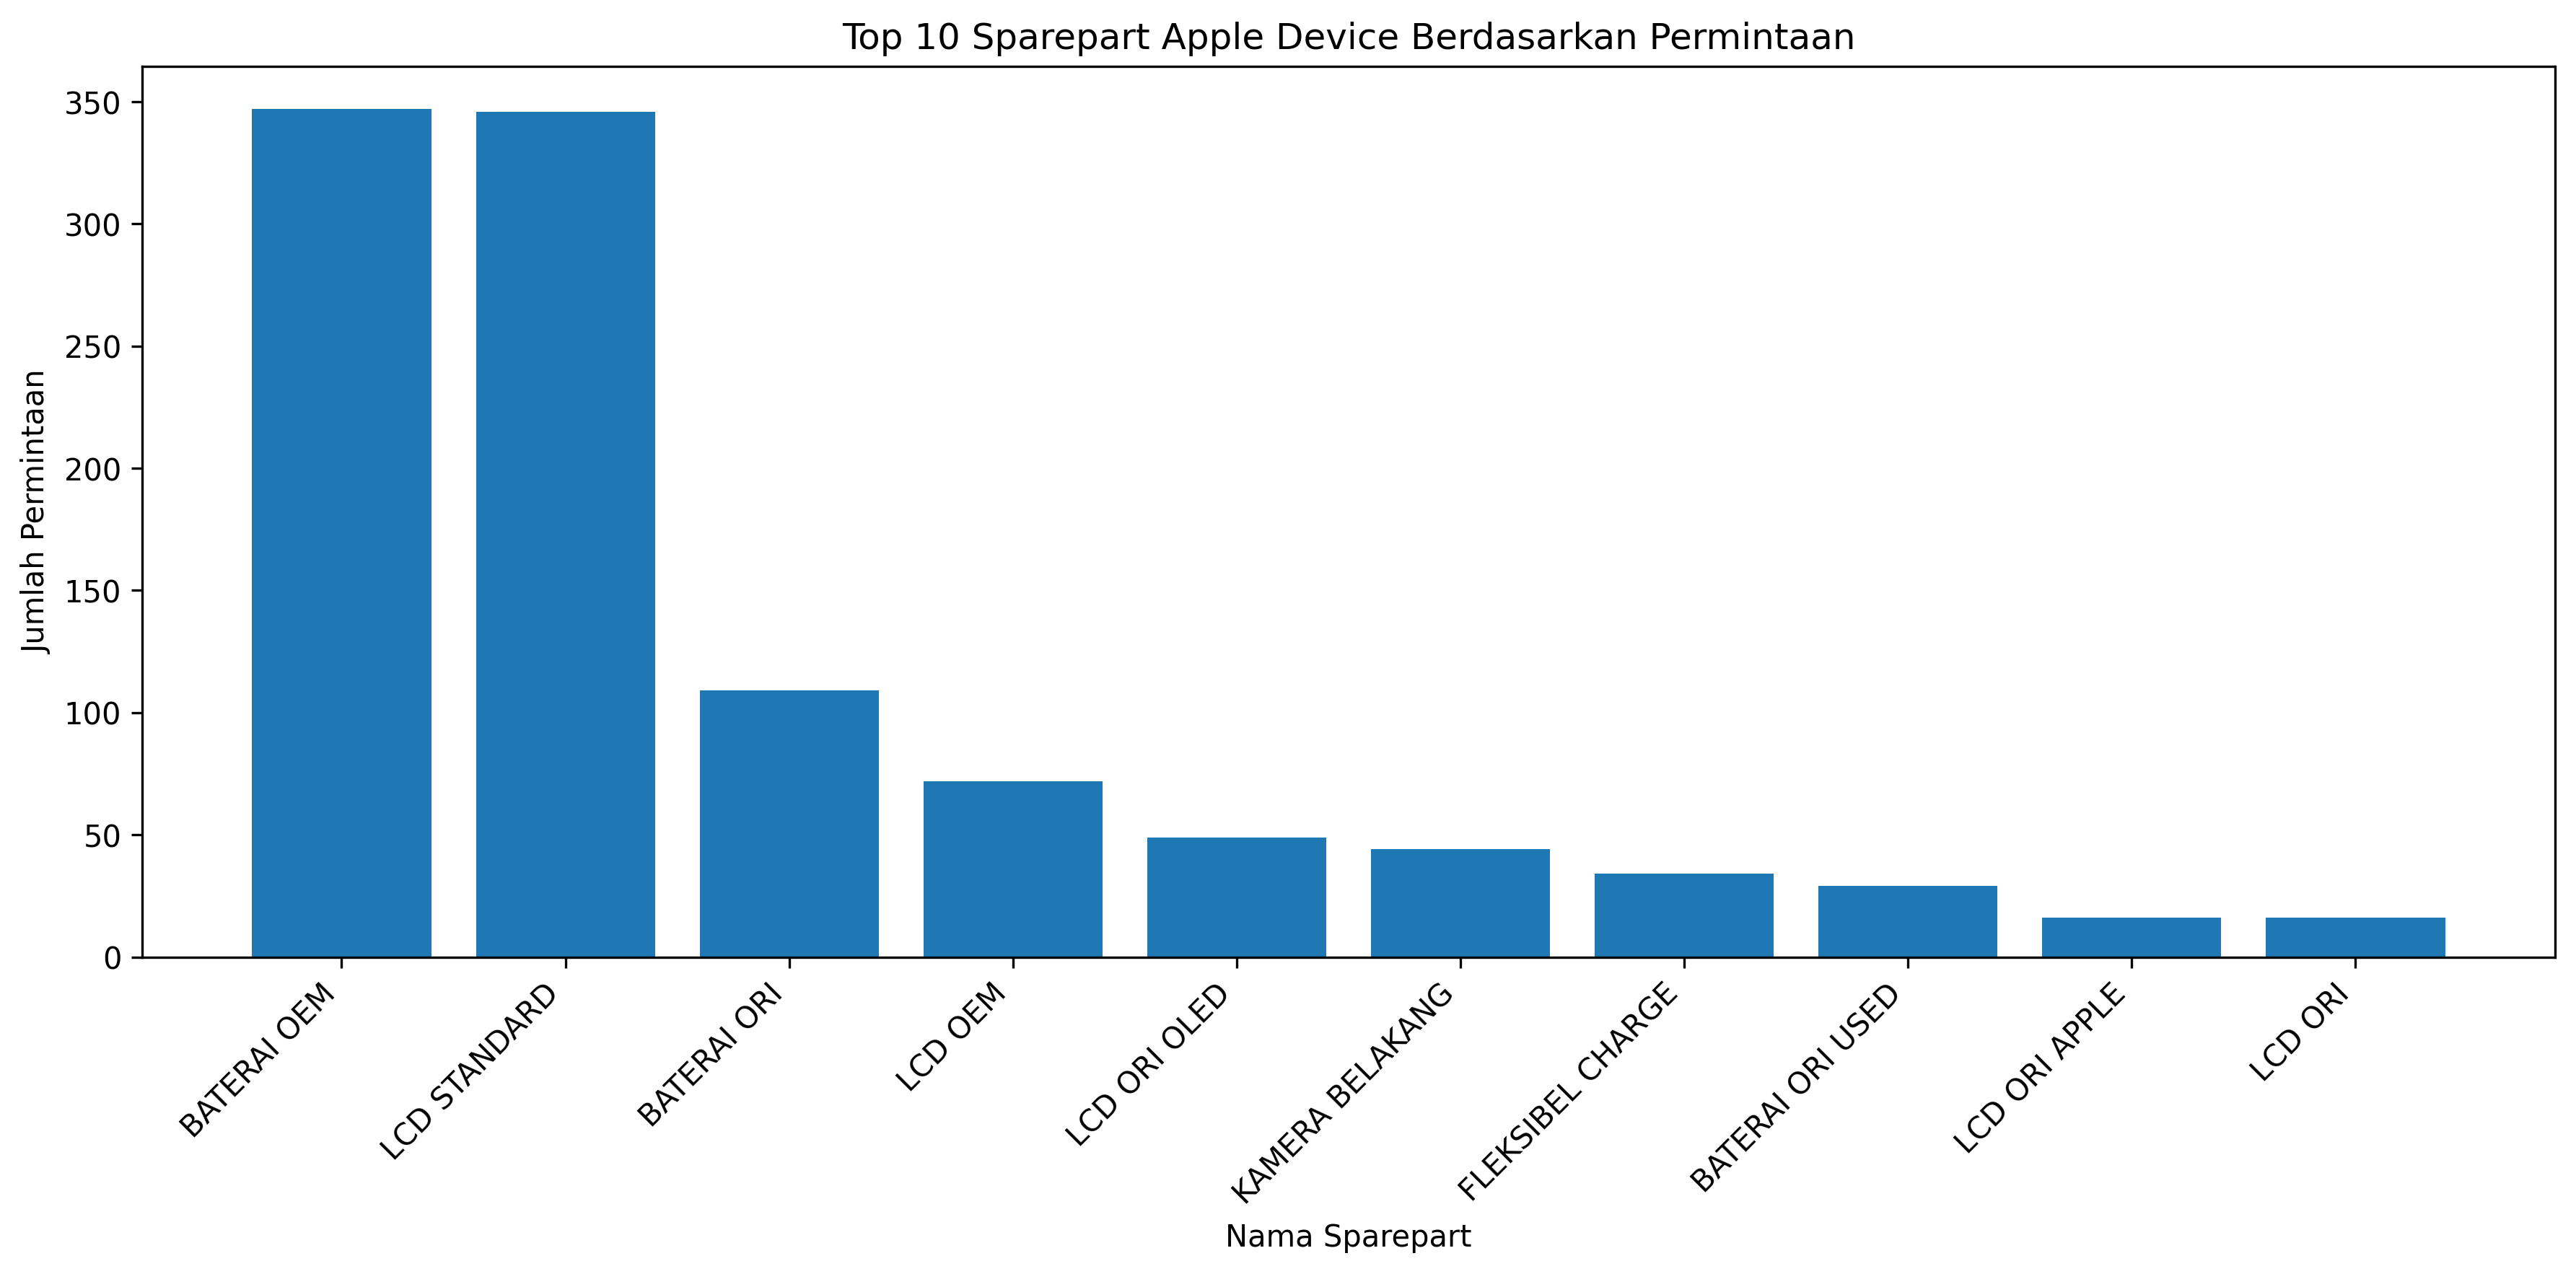 Top 10 Sparepart Apple Device Berdasarkan Permintaan
Jumlah Permintaan
350
300
250
200
150
100
50
0
BATERAI OEM
LCD STANDARD
BATERAI ORI
LCD OEM
LCD ORI OLED
KAMERA BELAKANG
FLEKSIBEL CHARGE
BATERAI ORI USED
LCD ORI APPLE
LCD ORI
Nama Sparepart